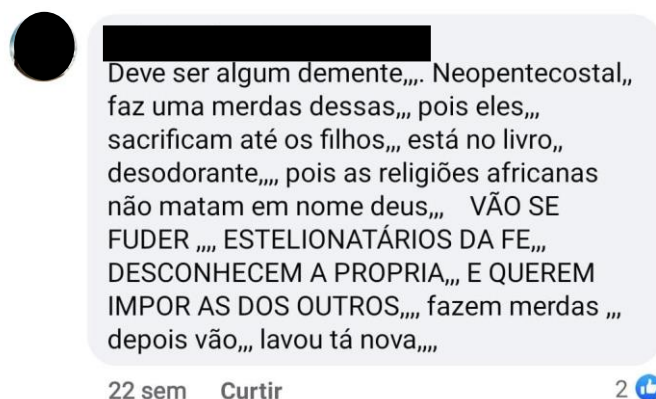 Deve ser algum demente,,,. Neopentecostal,,
faz uma merdas dessas,,, pois eles,,,
sacrificam até os filhos,,, está no livro,,
desodorante,,,, pois as religiões africanas
não matam em nome deus,,, VÃO SE
FUDER ,,,, ESTELIONATÁRIOS DA FE,,,
DESCONHECEM A PROPRIA,,, E QUEREM
IMPOR AS DOS OUTROS,,,, fazem merdas ,,,
depois vão,,, lavou tá nova,,,,
22 sem Curtir 2